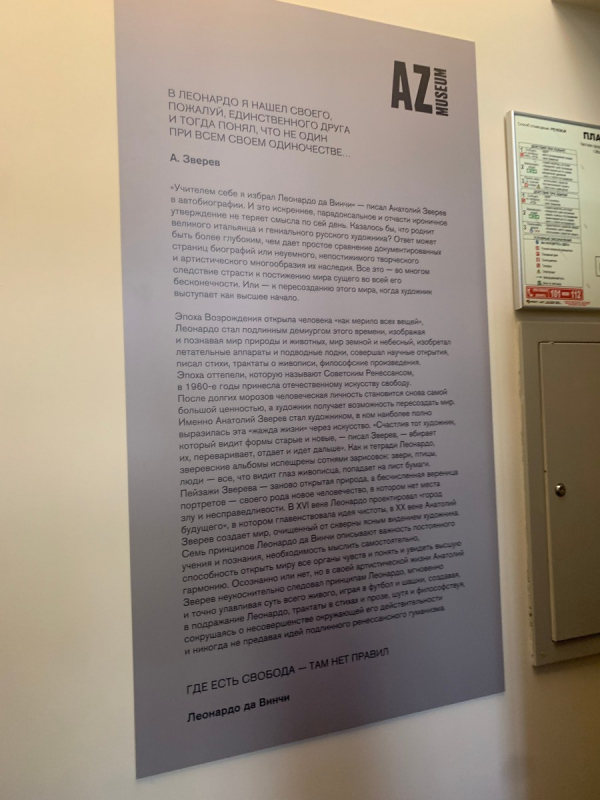 AZ
MUSEUM
В ЛЕОНАРДО Я НАШЕЛ СВОЕГО,
ПОЖАЛУЙ, ЕДИНСТВЕННОГО ДРУГА
И ТОГДА ПОНЯЛ, ЧТО НЕ ОДИН
ПРИ ВСЕМ СВОЕМ ОДИНОЧЕСТВЕ...
А. Зверев
«Учителем себе я избрал Леонардо да Винчи» — писал Анатолий Зверев
в автобиографии. И это искреннее, парадоксальное и отчасти ироничное
утверждение не теряет смысла по сей день. Казалось бы, что роднит
великого итальянца и гениального русского художника? Ответ может
быть более глубоким, чем дает простое сравнение документированных
страниц биографий или неуемного, непостижимого творческого
и артистического многообразия их наследия. Все это — во многом
следствие страсти к постижению мира сущего во всей его
бесконечности. Или — к пересозданию этого мира, когда художник
выступает как высшее начало.
Эпоха Возрождения открыла человека «как мерило всех вещей»,
Леонардо стал подлинным демиургом этого времени, изображая
и познавая мир природы и животных, мир земной и небесный, изобретал
летательные аппараты и подводные лодки, совершал научные открытия,
писал стихи, трактаты о живописи, философские произведения.
Эпоха оттепели, которую называют Советским Ренессансом,
в 1960-е годы принесла отечественному искусству свободу.
После долгих морозов человеческая личность становится снова самой
большой ценностью, а художник получает возможность пересоздать мир.
Именно Анатолий Зверев стал художником, в ком наиболее полно
выразилась эта «жажда жизни» через искусство. «Счастлив тот художник,
который видит формы старые и новые, — писал Зверев, — вбирает
их, переваривает, отдает и идет дальше». Как и тетради Леонардо,
зверевские альбомы испещрены сотнями зарисовок: звери, птицы,
люди — все, что видит глаз живописца, попадает на лист бумаги.
Пейзажи Зверева — заново открытая природа, а бесчисленная вереница
портретов — своего рода новое человечество, в котором нет места
злу и несправедливости. В XVI веке Леонардо проектировал «город
будущего», в котором главенствовала идея чистоты, в XX веке Анатолий
Зверев создает мир, очищенный от скверны ясным видением художника.
Семь принципов Леонардо да Винчи описывают важность постоянного
учения и познания, необходимость мыслить самостоятельно,
способность открыть миру все органы чувств и понять и увидеть высшую
гармонию. Осознанно или нет, но в своей артистической жизни Анатолий
Зверев неукоснительно следовал принципам Леонардо, мгновенно
и точно улавливая суть всего живого, играя в футбол и шашки, создавая,
в подражание Леонардо, трактаты в стихах и прозе, шутя и философствуя,
сокрушаясь о несовершенстве окружающей его действительности
и никогда не предавая идей подлинного ренессансного гуманизма
ГДЕ ЕСТЬ СВОБОДА — ТАМ НЕТ ПРАВИЛ
Леонардо да Винчи
101 112